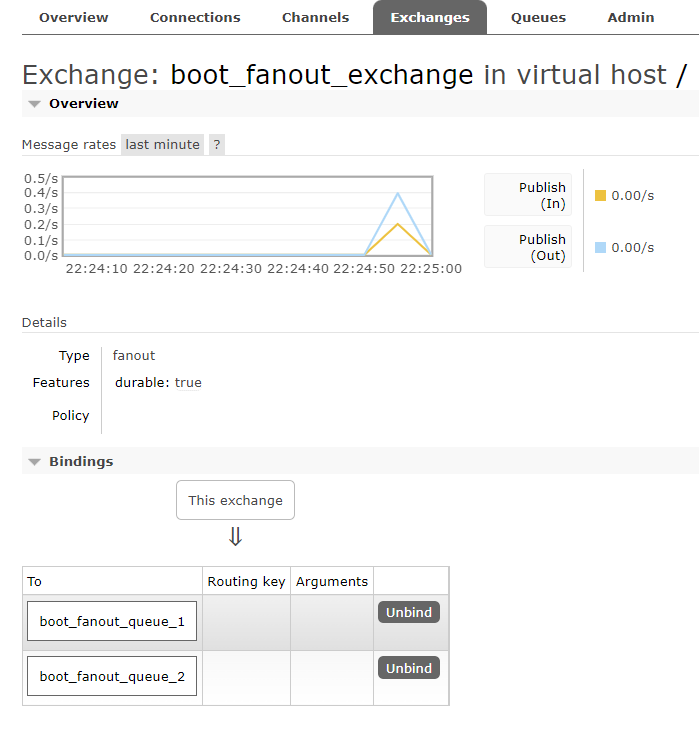 Overview Connections Channels Exchanges Queues Admin
Exchange: boot_fanout_exchange in virtual host /
Overview
Message rates last minute ?
0.5/s
0.4/s
0.3/s
0.2/s
0.1/s
0.0/s
22:24:10 22:24:20 22:24:30 22:24:40 22:24:50 22:25:00
Publish
(In)
0.00/s
Publish
(Out)
0.00/s
Details
Type fanout
Features durable: true
Policy
Bindings
This exchange
⇓
To Routing key Arguments
boot_fanout_queue_1 Unbind
boot_fanout_queue_2 Unbind